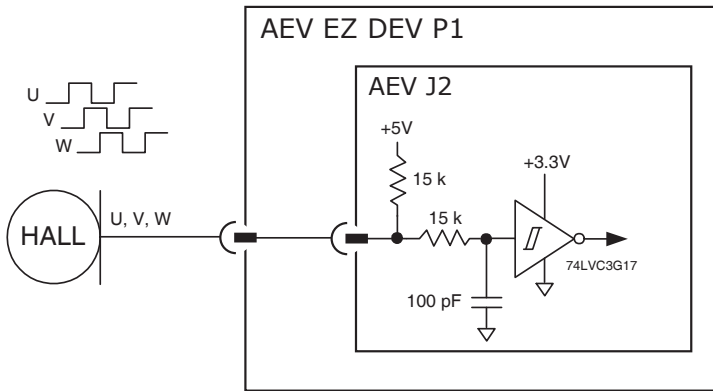 AEV EZ DEV P1
AEV J2
U
V
W
+5V
+3.3V
15 k
15 k
HALL
U, V, W
74LVC3G17
100 pF